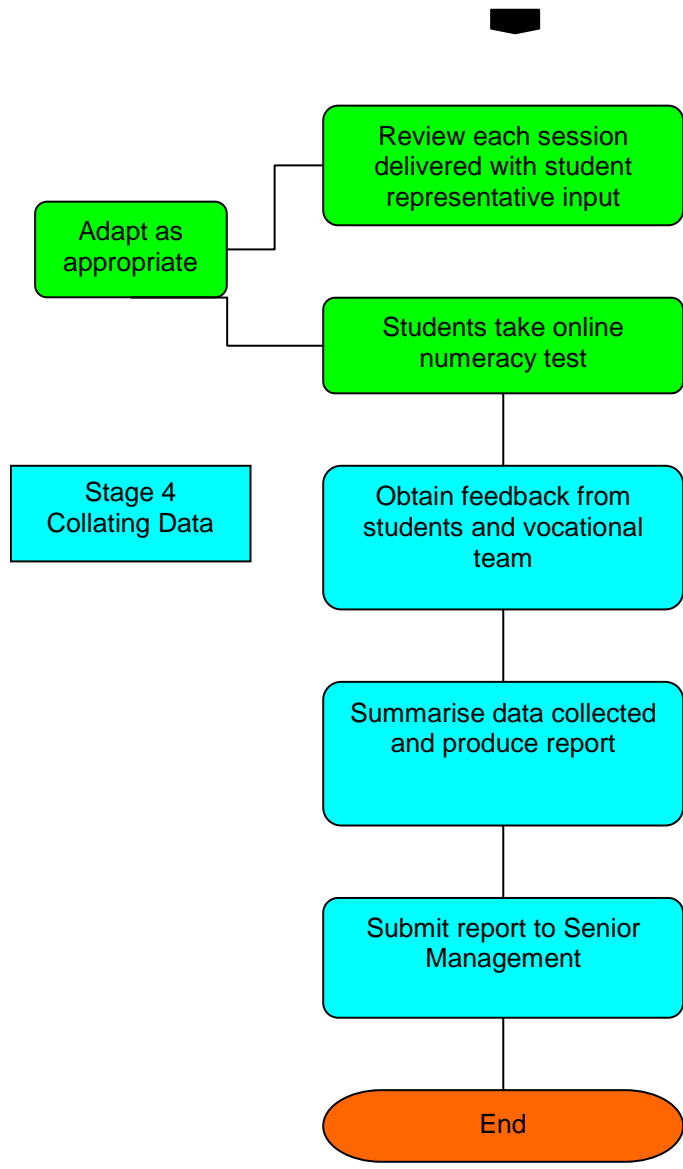 Review each session
delivered with student
representative input
Adapt as
appropriate
Students take online
numeracy test
Stage 4
Collating Data
Obtain feedback from
students and vocational
team
Summarise data collected
and produce report
Submit report to Senior
Management
End